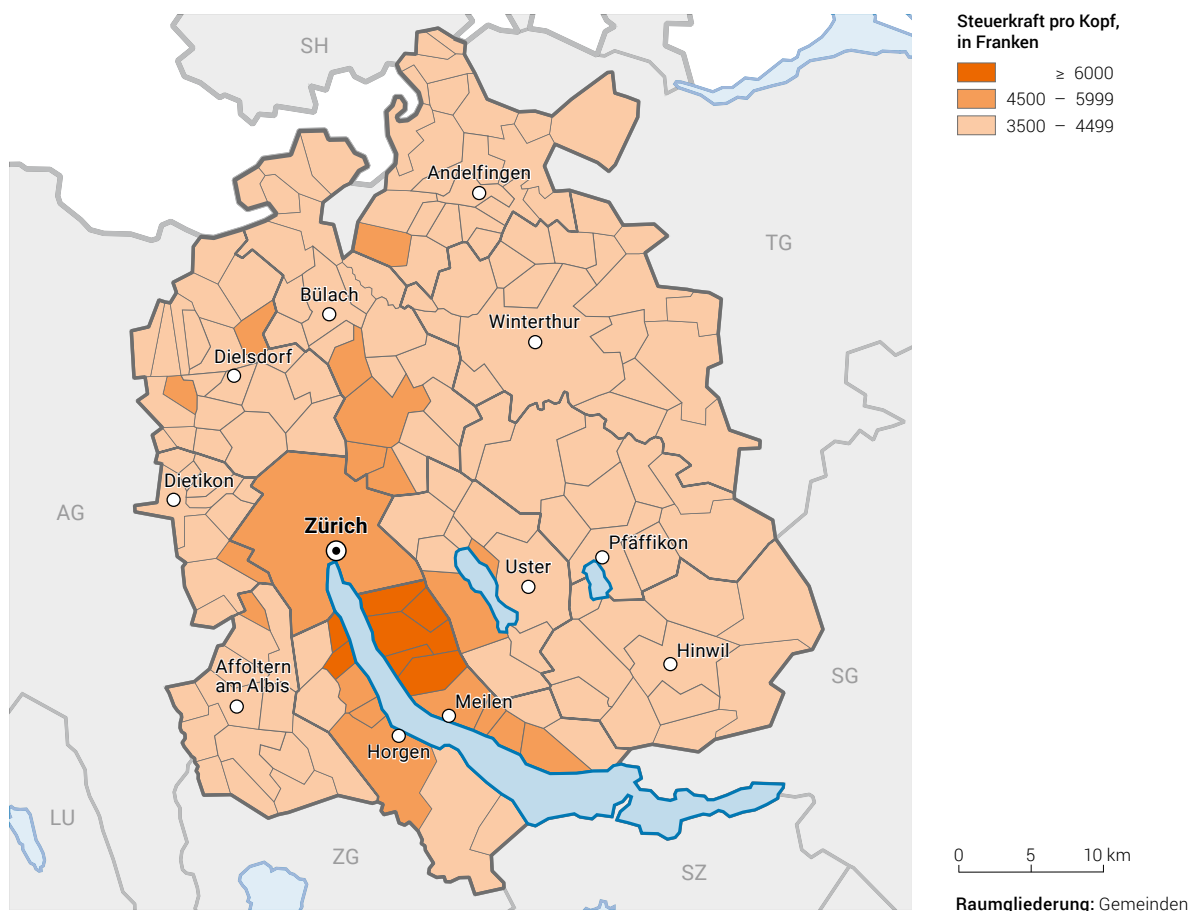 Steuerkraft pro Kopf,
in Franken
≥ 6000
4500 – 5999
3500 – 4499
SH
Andelfingen
TG
Bülach
Winterthur
Dielsdorf
Dietikon
AG
Zürich
Pfäffikon
Uster
Hinwil
Affoltern
am Albis
SG
Meilen
Horgen
LU
ZG
SZ
0 5 10 km
Raumgliederung: Gemeinden